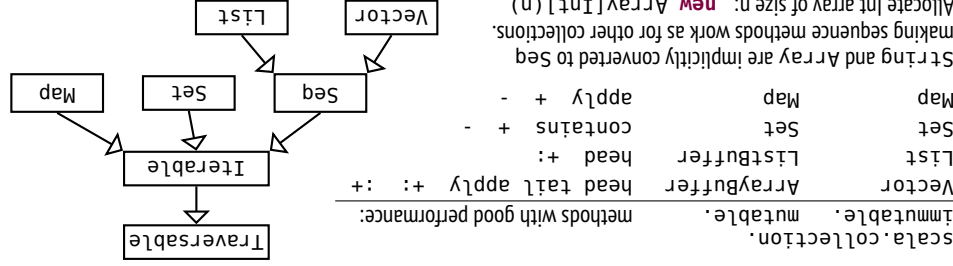 scala.collection.
immutable. mutable. methods with good performance:
Vector ArrayBuffer head tail apply +: :+
List ListBuffer head +:
Set Set contains + -
Map Map apply + -
String and Array are implicitly converted to Seq
making sequence methods work as for other collections.
Allocate Int array of size n: new Array[Int](n)
Traversable
Iterable
Seq Set Map
Vector List